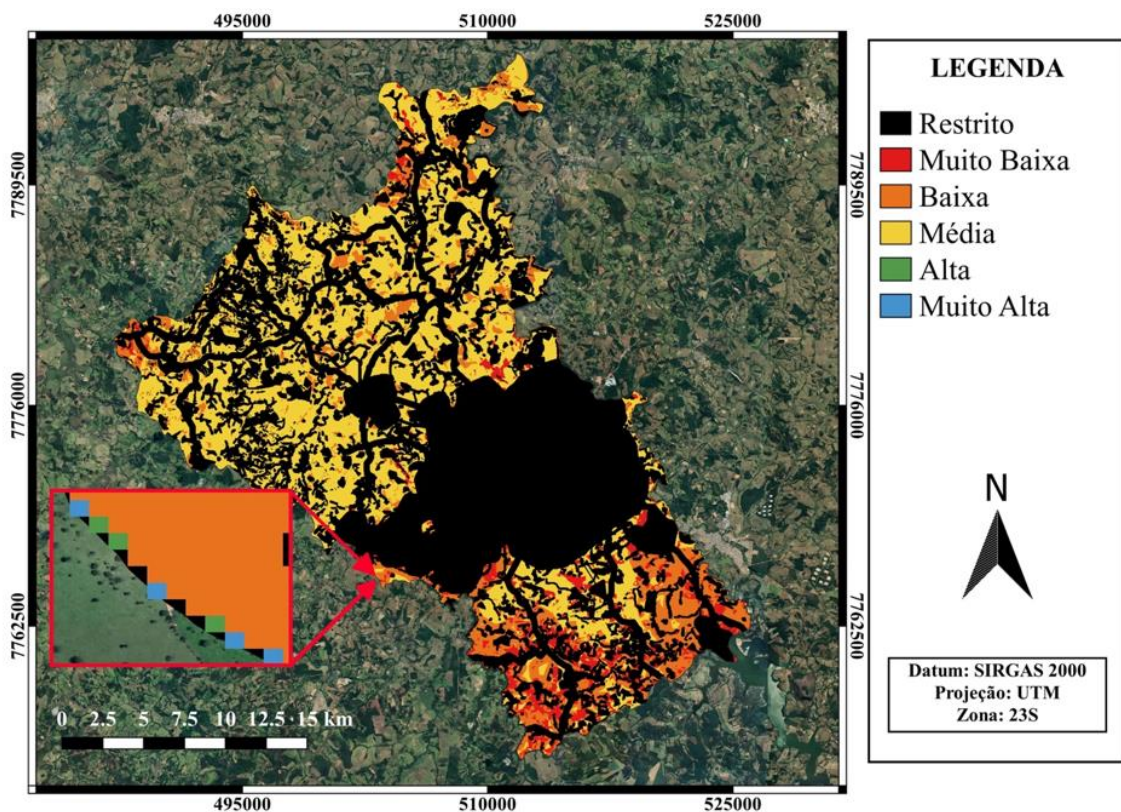 495000 510000 525000
7789500
7776000
7762500
7789500
7776000
7762500
0 2.5 5 7.5 10 12.5 15 km
495000 510000 525000
LEGENDA
Restrito
Muito Baixa
Baixa
Média
Alta
Muito Alta
N
Datum: SIRGAS 2000
Projeção: UTM
Zona: 23S